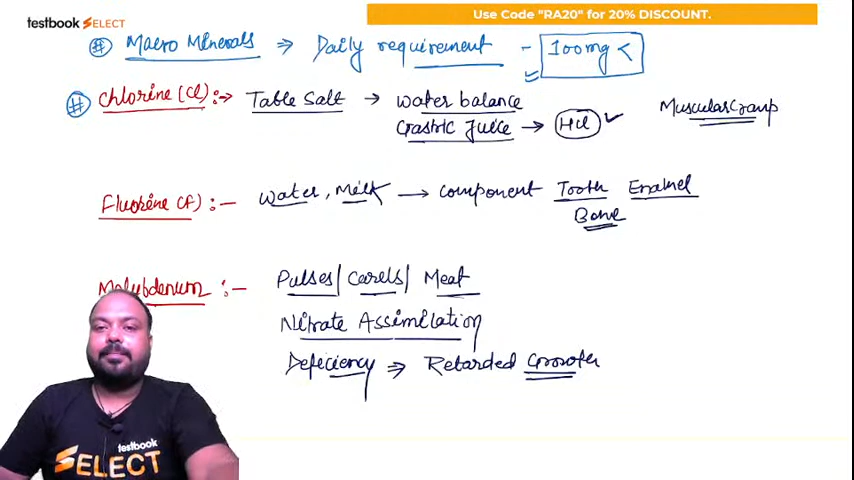 testbook SELECT
Use Code "RA20" for 20% DISCOUNT.
# Macro Minerals ⇒ Daily requirement - 100mg <
# Chlorine (Cl) :→ Table Salt → water balance
Gastric Juice → HCl ✓
Muscular Cramp
Fluorine (F) :- water, Milk → component Tooth Enamel
Bone
Molybdenum :- Pulses / Carels / Meat
Nitrate Assimilation
Deficiency ⇒ Retarded Growth
testbook
SELECT